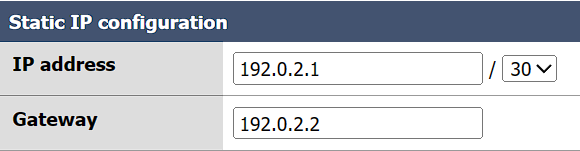 Static IP configuration
IP address 192.0.2.1 / 30
Gateway 192.0.2.2